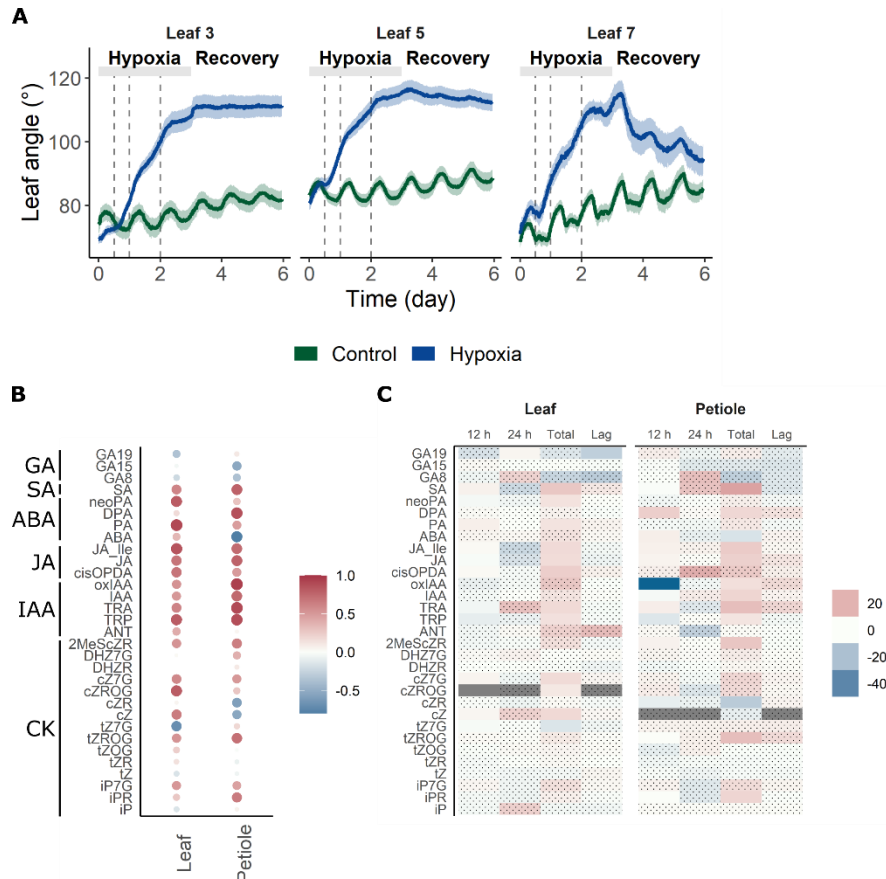 A
Leaf 3 Leaf 5 Leaf 7
Hypoxia Recovery Hypoxia Recovery Hypoxia Recovery
120
100
80
Leaf angle (°)
0 2 4 6 0 2 4 6 0 2 4 6
Time (day)
Control Hypoxia
B
GA
SA
ABA
JA
IAA
CK
GA19
GA15
GA8
SA
neoPA
DPA
PA
ABA
JA_Ile
JA
cisOPDA
oxIAA
IAA
TRA
TRP
ANT
2MeScZR
DHZ7G
DHZR
cZ7G
cZROG
cZR
cZ
tZ7G
tZROG
tZOG
tZR
tZ
iP7G
iPR
iP
Leaf Petiole
1.0
0.5
0.0
-0.5
C
Leaf Petiole
12 h 24 h Total Lag 12 h 24 h Total Lag
GA19
GA15
GA8
SA
neoPA
DPA
PA
ABA
JA_Ile
JA
cisOPDA
oxIAA
IAA
TRA
TRP
ANT
2MeScZR
DHZ7G
DHZR
cZ7G
cZROG
cZR
cZ
tZ7G
tZROG
tZOG
tZR
tZ
iP7G
iPR
iP
20
0
-20
-40